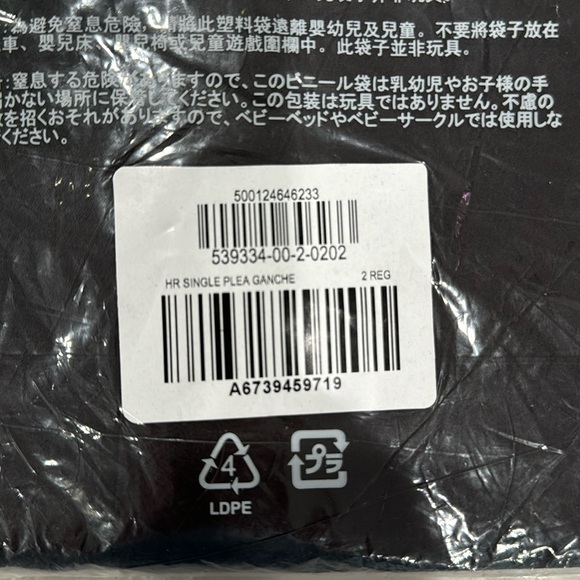 為避免窒息危險,請將此塑料袋遠離嬰幼兒及兒童。不要將子放在
車、嬰兒床、嬰兒椅或兒童遊戲圍欄中。此袋子並非玩具。
:窒息する危険がありますので、このビニール袋は乳幼児やお子様の手
届かない場所に保管してください。この包装は玩具ではありません。不慮の
を招くおそれがありますので、ベビーベッドやベビーサークルでは使用しな
でください。
500124646233
539334-00-2-0202
HR SINGLE PLEA GANCHE 2 REG
A6739459719
4
プラ
LDPE